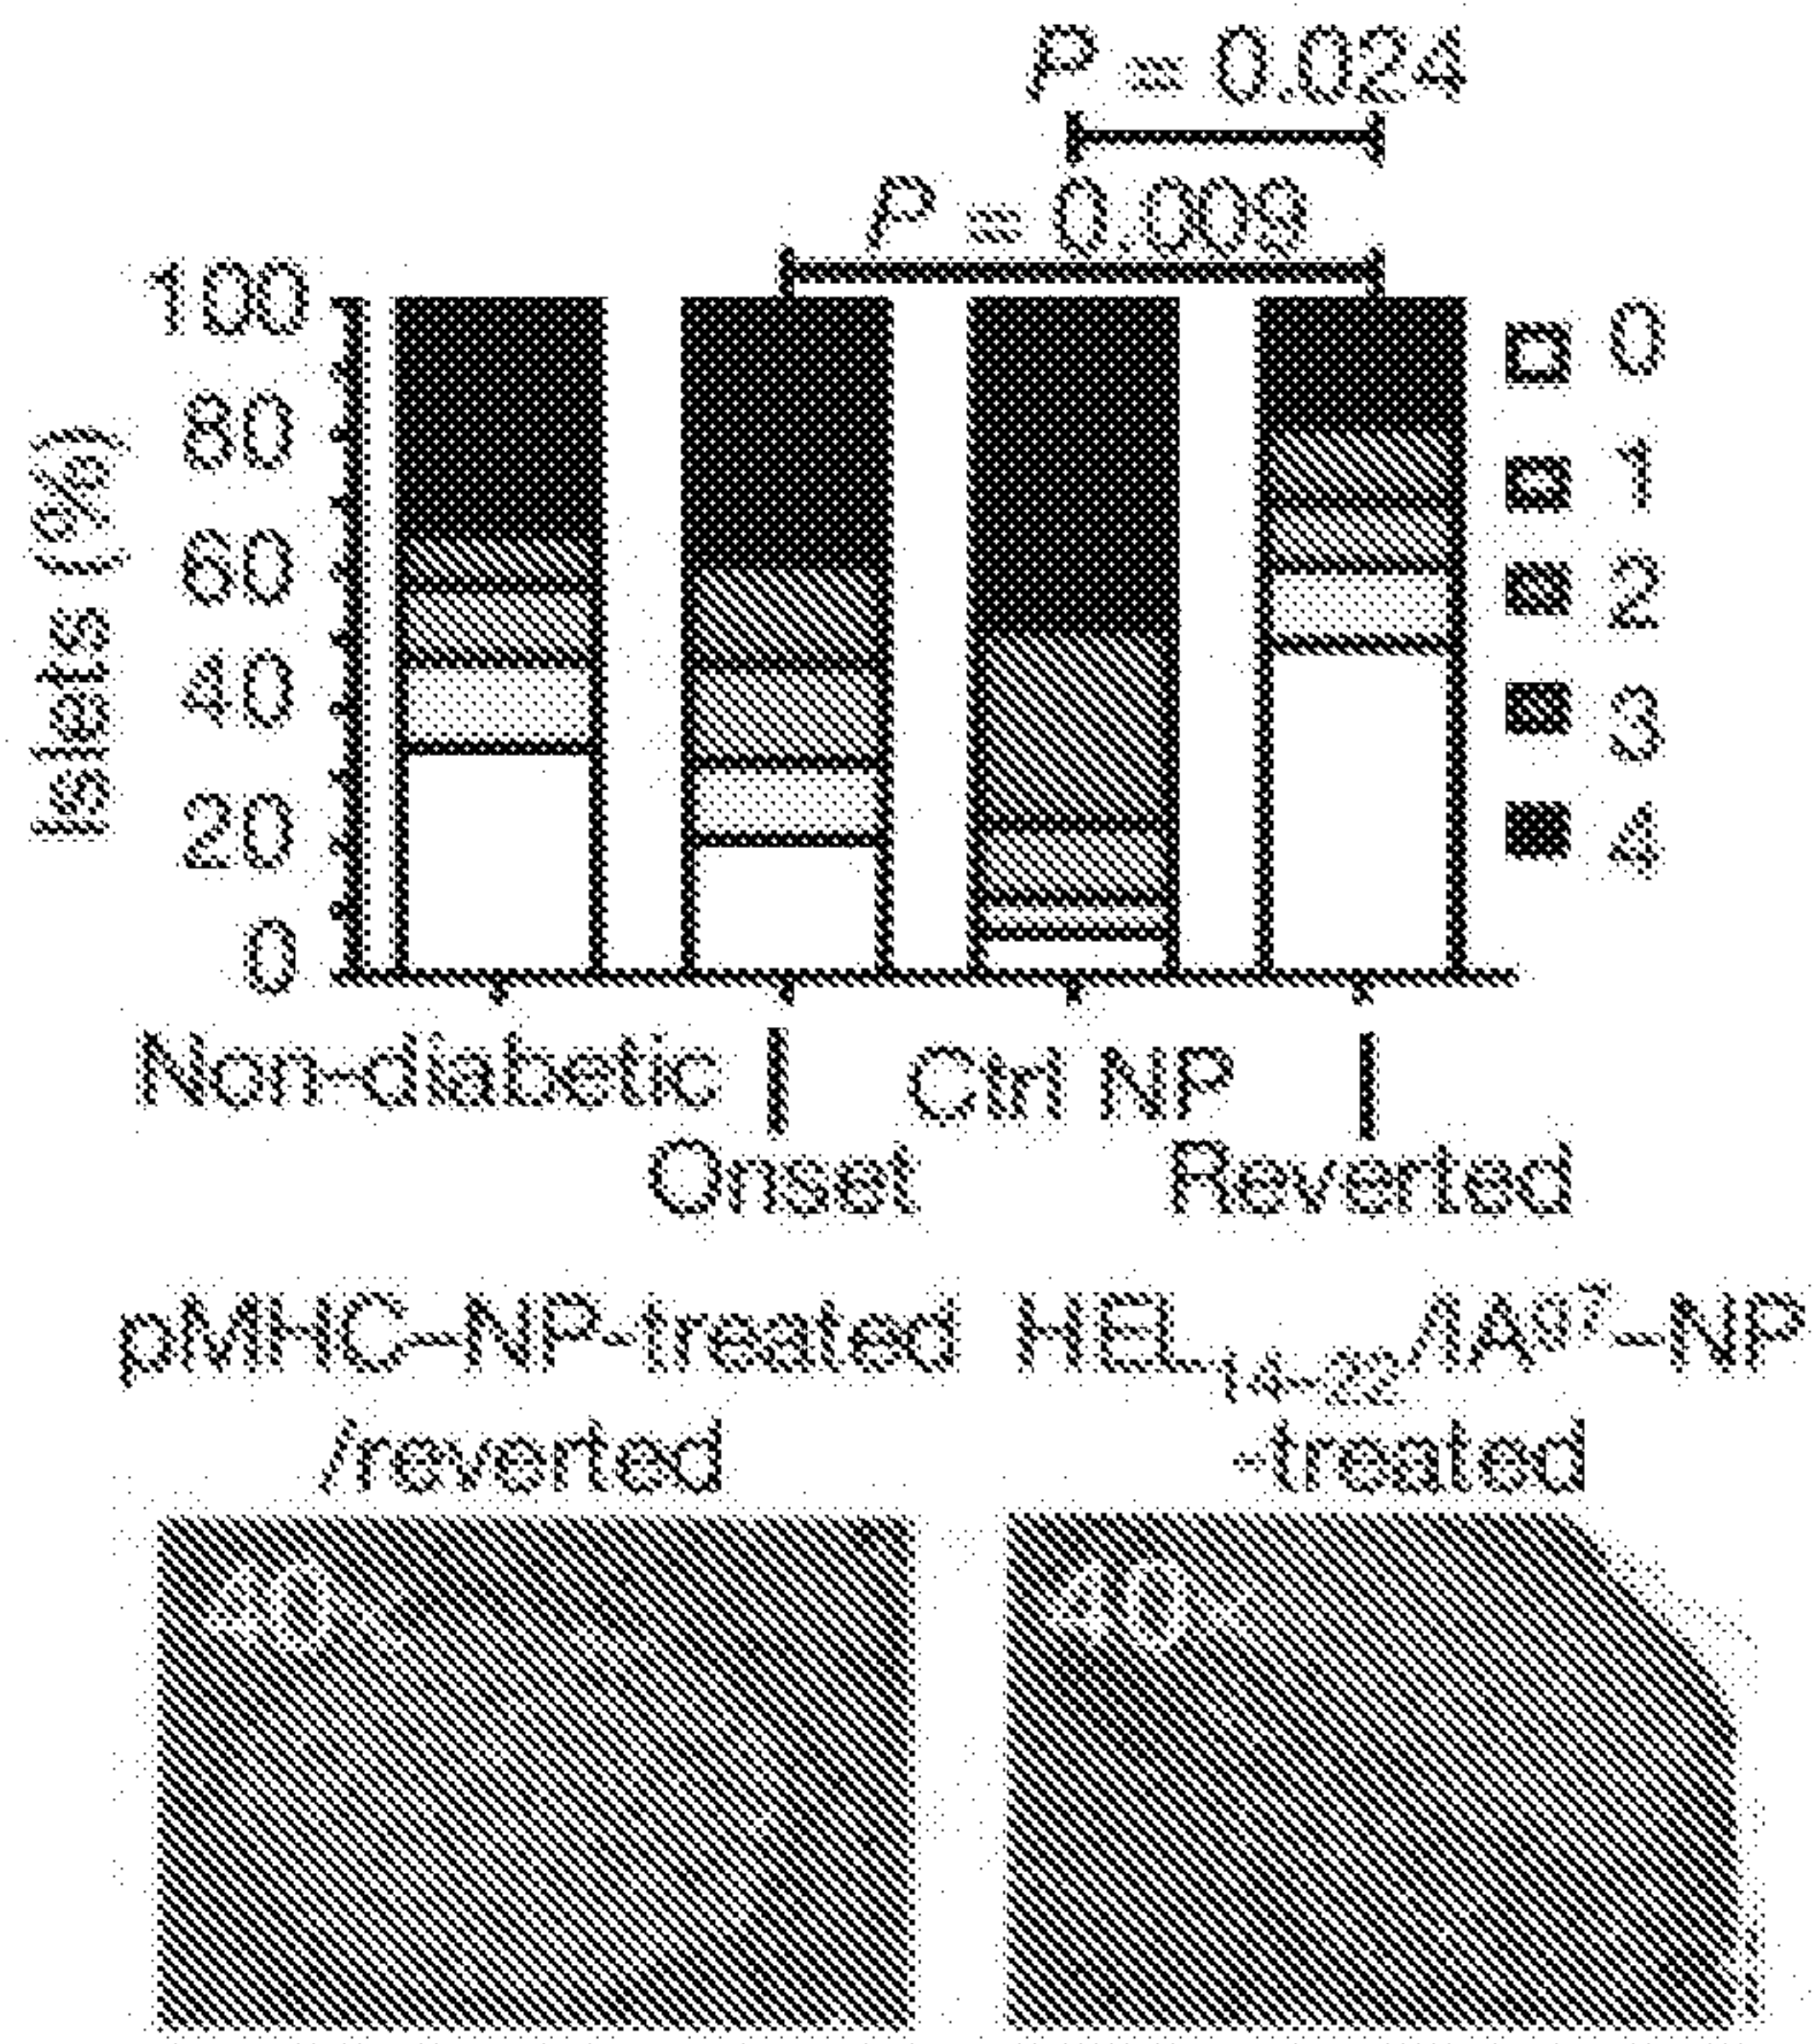 P = 0.024
P = 0.009
Islets (%)
100
80
60
40
20
0
0
1
2
3
4
Non-diabetic
Onset
Ctrl NP
Reverted
pMHC–NP-treated
/reverted
HEL14–22/IAg7–NP
-treated
40×
40×